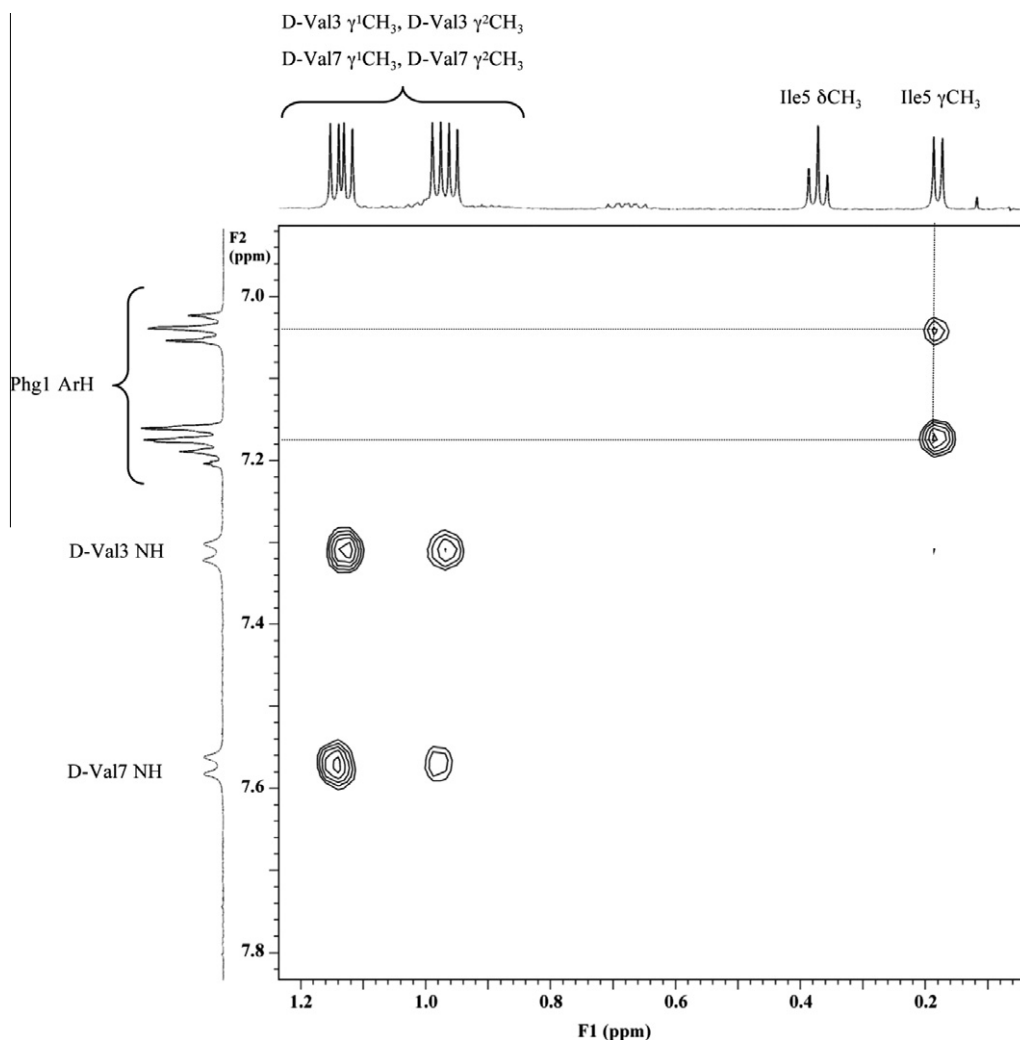 D-Val3 γ¹CH₃, D-Val3 γ²CH₃
D-Val7 γ¹CH₃, D-Val7 γ²CH₃
Ile5 δCH₃
Ile5 γCH₃
F2
(ppm)
7.0
Phg1 ArH
7.2
D-Val3 NH
7.4
D-Val7 NH
7.6
7.8
1.2 1.0 0.8 0.6 0.4 0.2
F1 (ppm)